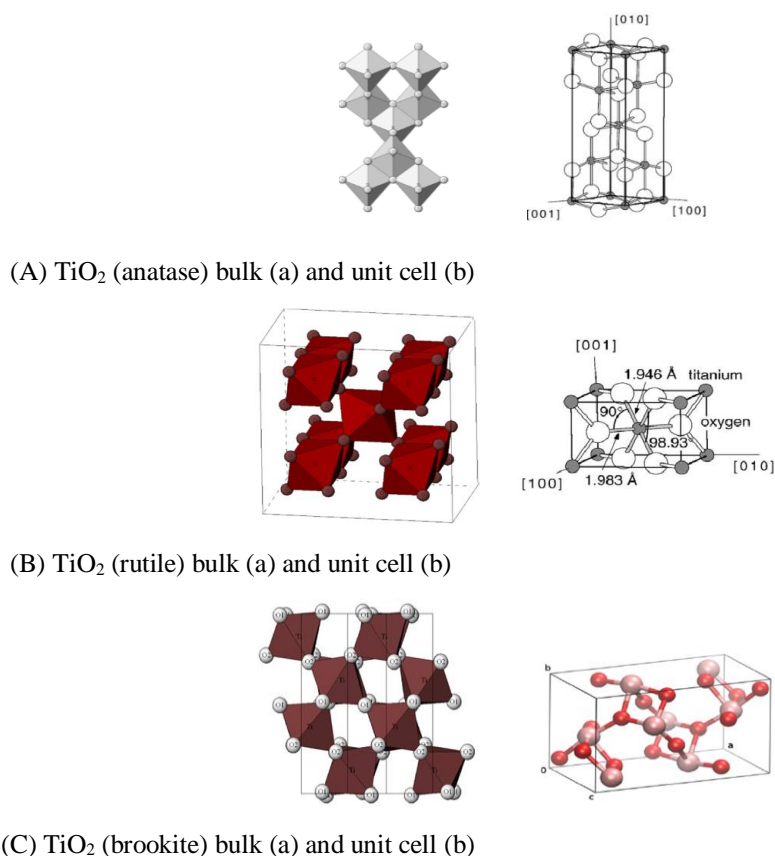 [010]
[001]
[100]
(A) TiO₂ (anatase) bulk (a) and unit cell (b)
[001]
1.946 Å titanium
90°
oxygen
98.93°
[010]
[100]
1.983 Å
(B) TiO₂ (rutile) bulk (a) and unit cell (b)
b
a
0
c
(C) TiO₂ (brookite) bulk (a) and unit cell (b)